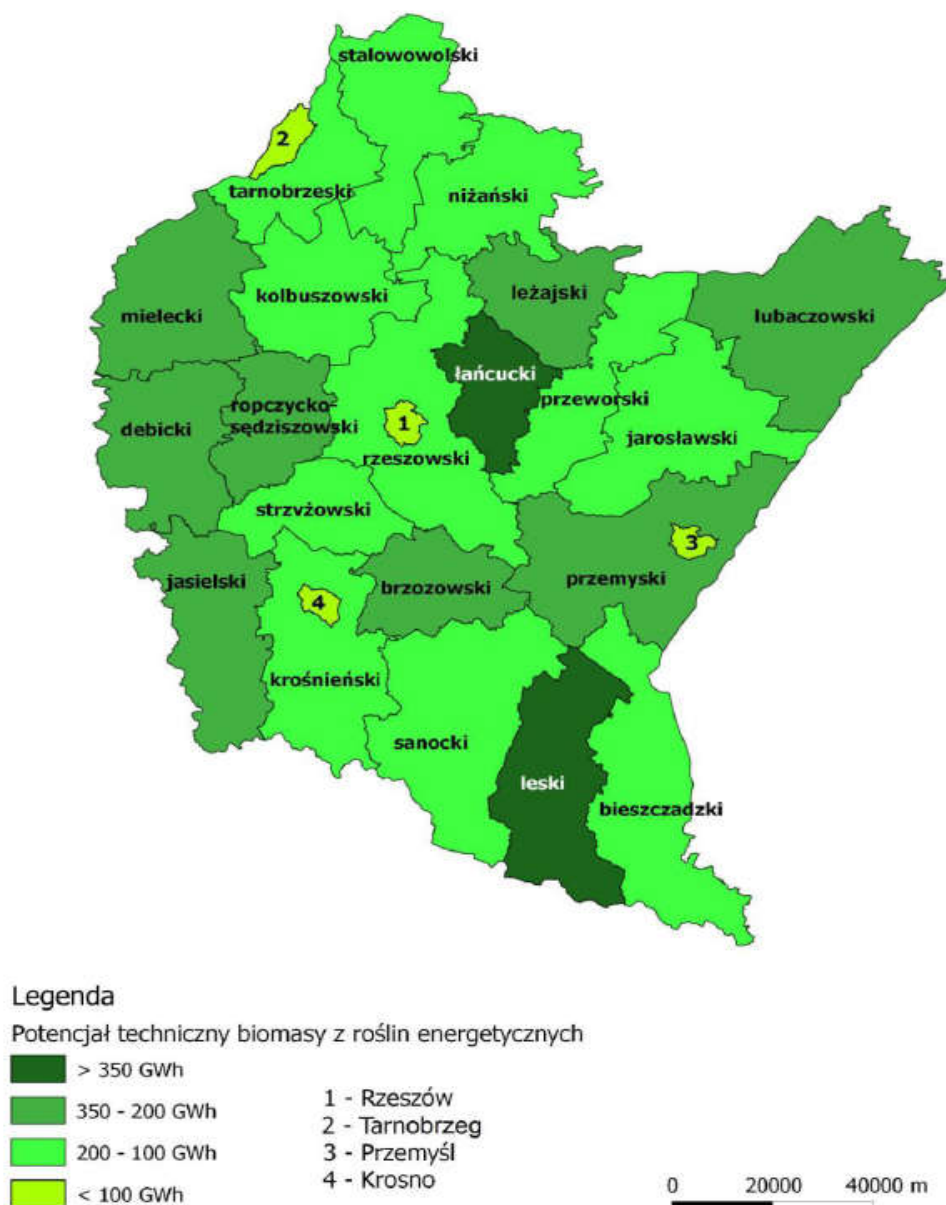 stalowowolski
2
tarnobrzeski
niżański
kolbuszowski
leżajski
mielecki
lubaczowski
łańcucki
ropczycko-
sędziszowski
przeworski
debicki
1
jarosławski
rzeszowski
strzvżowski
3
jasielski
brzozowski
przemyski
4
krośnieński
sanocki
leski
bieszczadzki
Legenda
Potencjał techniczny biomasy z roślin energetycznych
> 350 GWh
350 - 200 GWh
200 - 100 GWh
< 100 GWh
1 - Rzeszów
2 - Tarnobrzeg
3 - Przemyśl
4 - Krosno
0 20000 40000 m